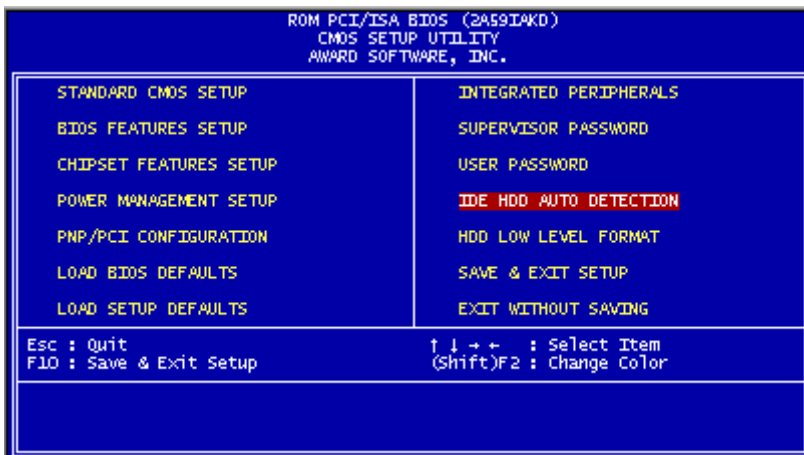 ROM PCI/ISA BIOS (2A59IAKD)
CMOS SETUP UTILITY
AWARD SOFTWARE, INC.
STANDARD CMOS SETUP
BIOS FEATURES SETUP
CHIPSET FEATURES SETUP
POWER MANAGEMENT SETUP
PNP/PCI CONFIGURATION
LOAD BIOS DEFAULTS
LOAD SETUP DEFAULTS
INTEGRATED PERIPHERALS
SUPERVISOR PASSWORD
USER PASSWORD
IDE HDD AUTO DETECTION
HDD LOW LEVEL FORMAT
SAVE & EXIT SETUP
EXIT WITHOUT SAVING
Esc : Quit
F10 : Save & Exit Setup
↑ ↓ → ← : Select Item
(Shift)F2 : Change Color